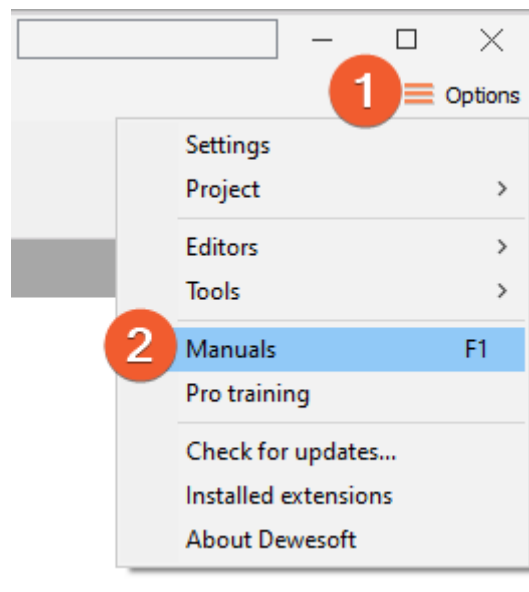 1 Options
Settings
Project
Editors
Tools
2 Manuals F1
Pro training
Check for updates...
Installed extensions
About Dewesoft